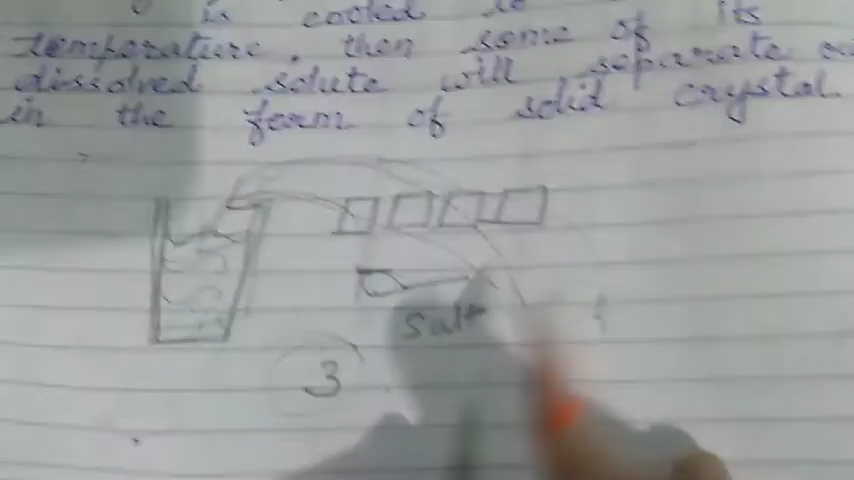 is cooled
temperature, then some of its
dissolved solute will separate
in the form of solid crystal
Salt
3